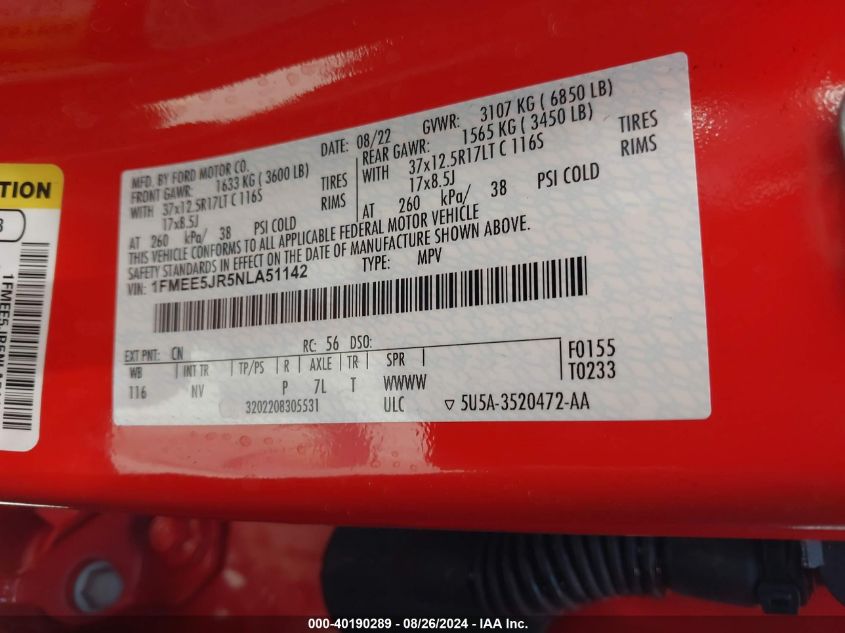 TION
1FMEE5JR5NLA51142
MFD. BY FORD MOTOR CO. DATE: 08/22 GVWR: 3107 KG ( 6850 LB)
FRONT GAWR: 1633 KG ( 3600 LB) REAR GAWR: 1565 KG ( 3450 LB)
WITH 37x12.5R17LT C 116S TIRES WITH 37x12.5R17LT C 116S TIRES
17x8.5J RIMS 17x8.5J RIMS
AT 260 kPa/ 38 PSI COLD AT 260 kPa/ 38 PSI COLD
THIS VEHICLE CONFORMS TO ALL APPLICABLE FEDERAL MOTOR VEHICLE
SAFETY STANDARDS IN EFFECT ON THE DATE OF MANUFACTURE SHOWN ABOVE.
VIN: 1FMEE5JR5NLA51142 TYPE: MPV
EXT PNT: CN RC: 56 DSO: F0155
WB INT TR TP/PS R AXLE TR SPR T0233
116 NV P 7L T WWWW
3202208305531 ULC ▽ 5U5A-3520472-AA
000-40190289 - 08/26/2024 - IAA Inc.